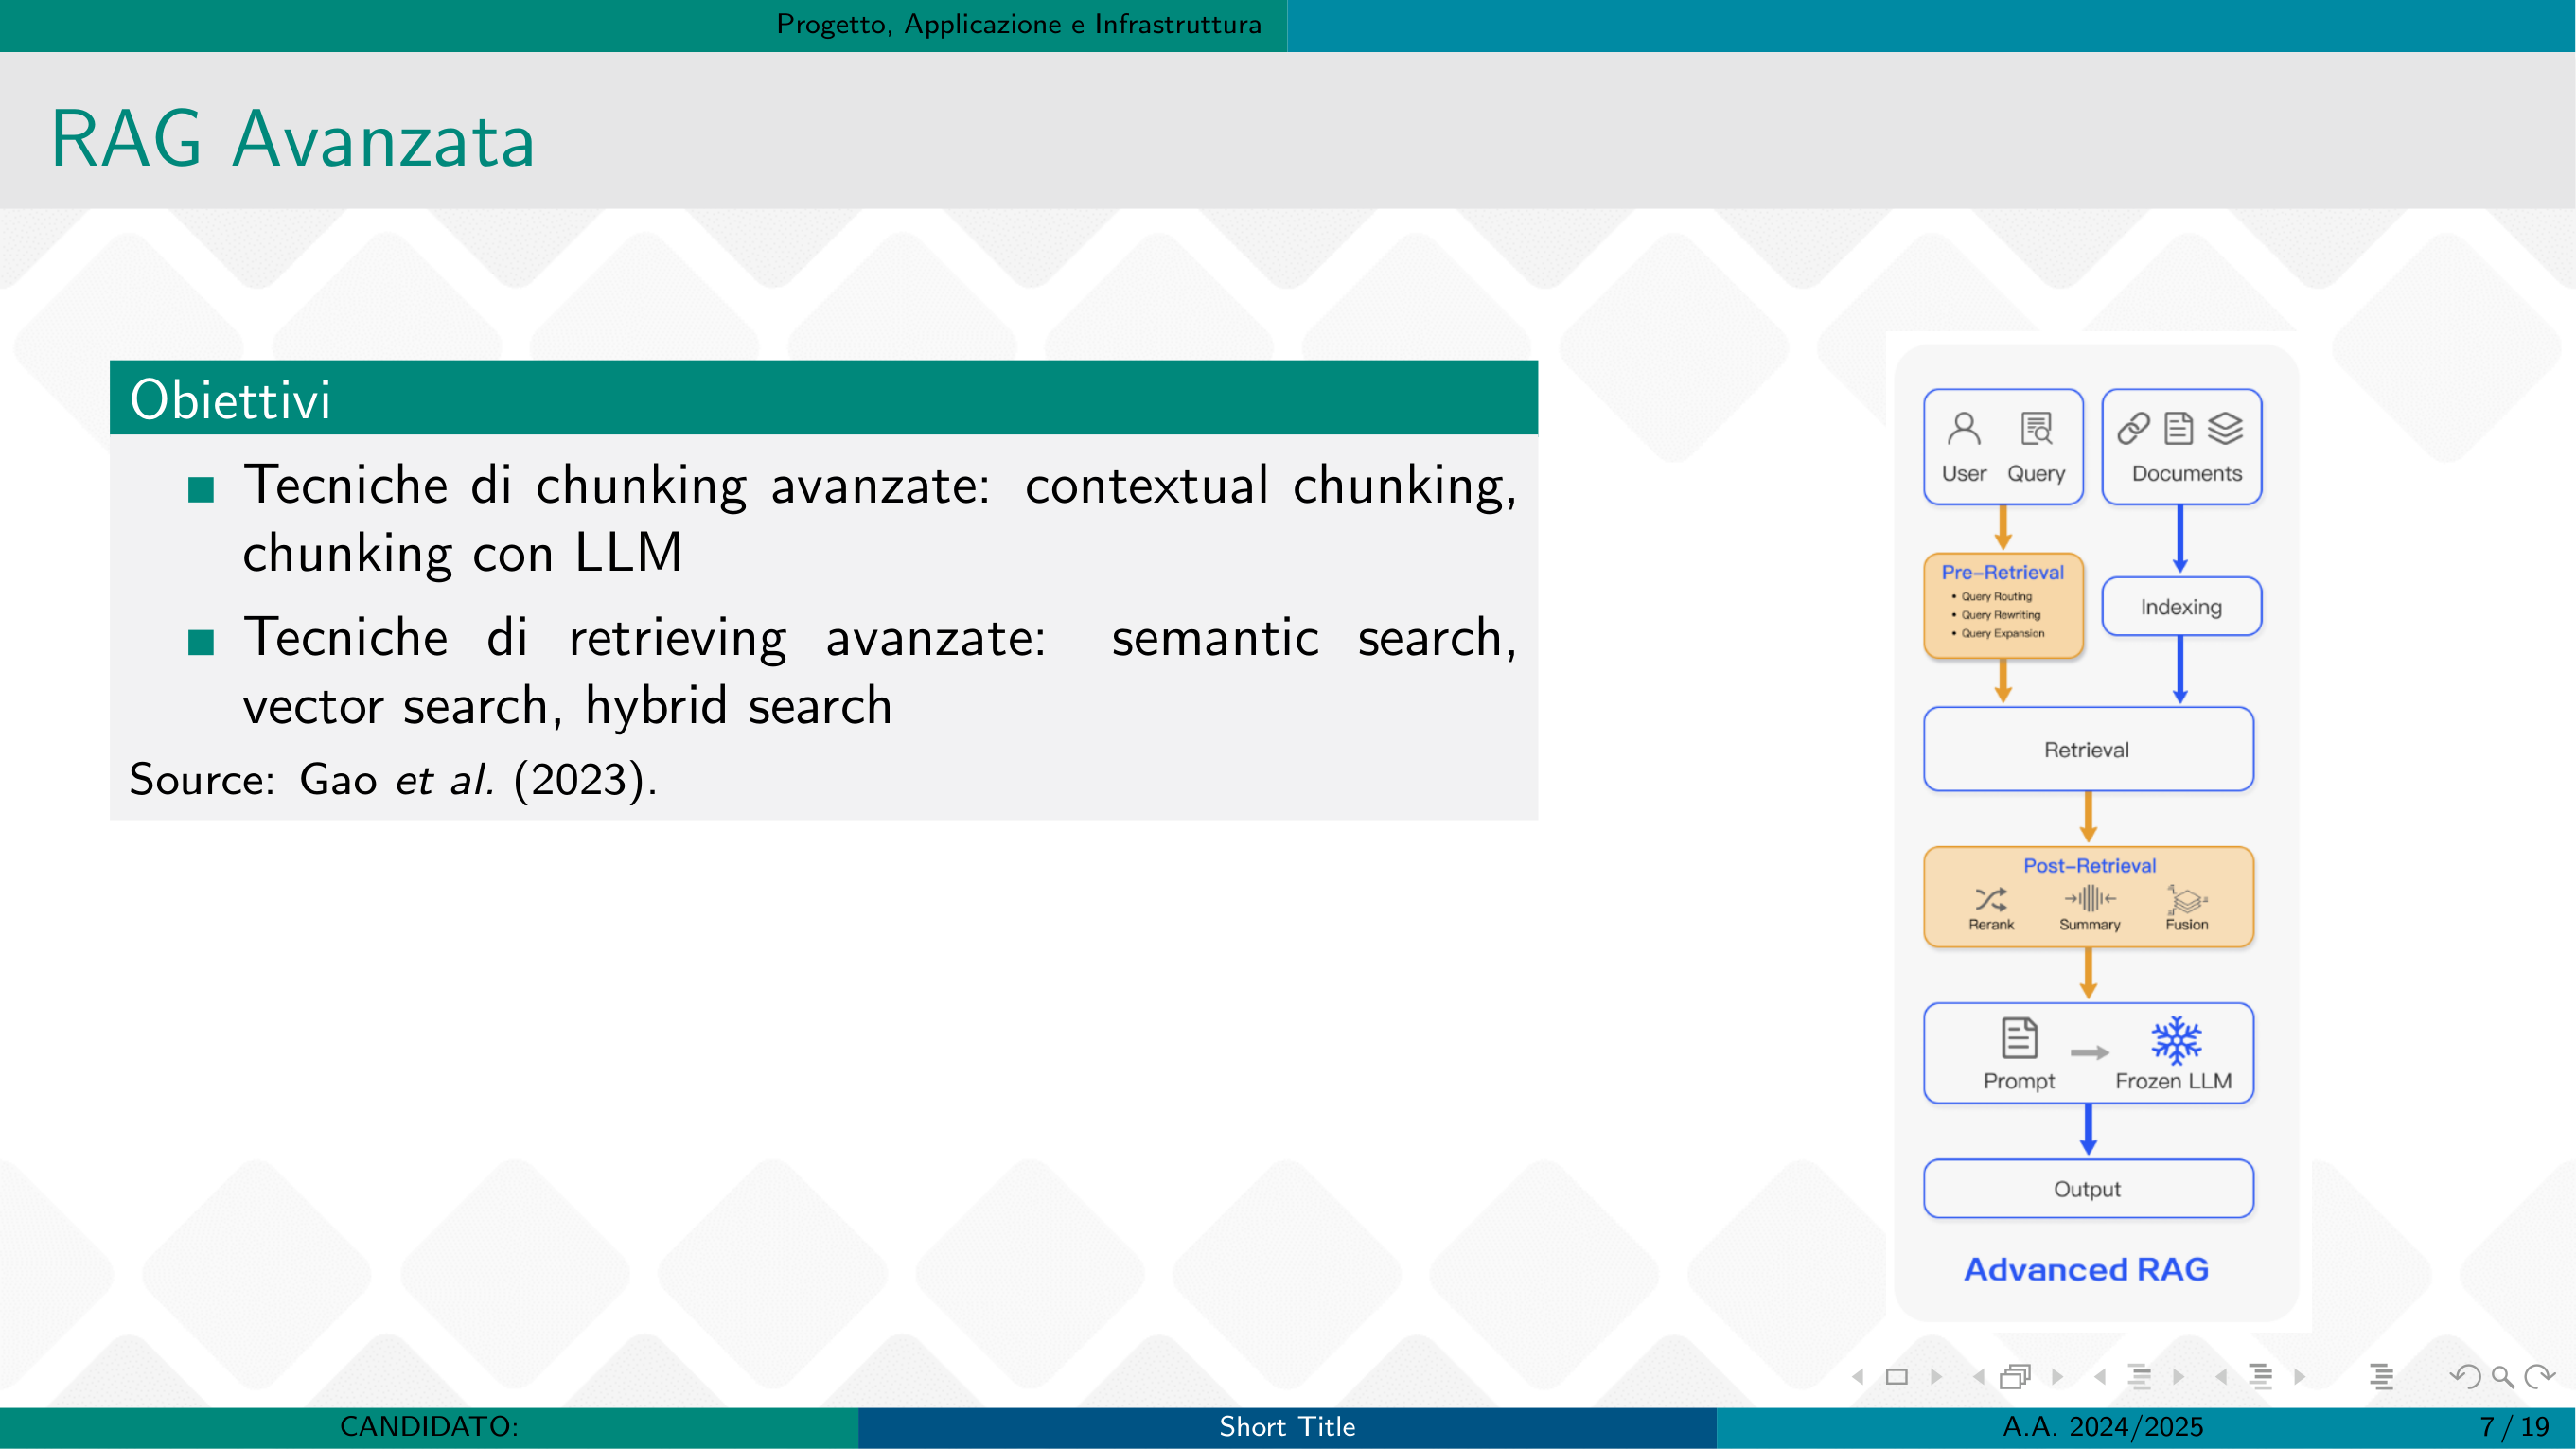 Progetto, Applicazione e Infrastruttura
RAG Avanzata
Obiettivi
Tecniche di chunking avanzate: contextual chunking,
chunking con LLM
Tecniche di retrieving avanzate: semantic search,
vector search, hybrid search
Source: Gao et al. (2023).
User Query
Documents
Pre-Retrieval
• Query Routing
• Query Rewriting
• Query Expansion
Indexing
Retrieval
Post-Retrieval
Rerank Summary Fusion
Prompt Frozen LLM
Output
Advanced RAG
CANDIDATO:
Short Title
A.A. 2024/2025
7 / 19